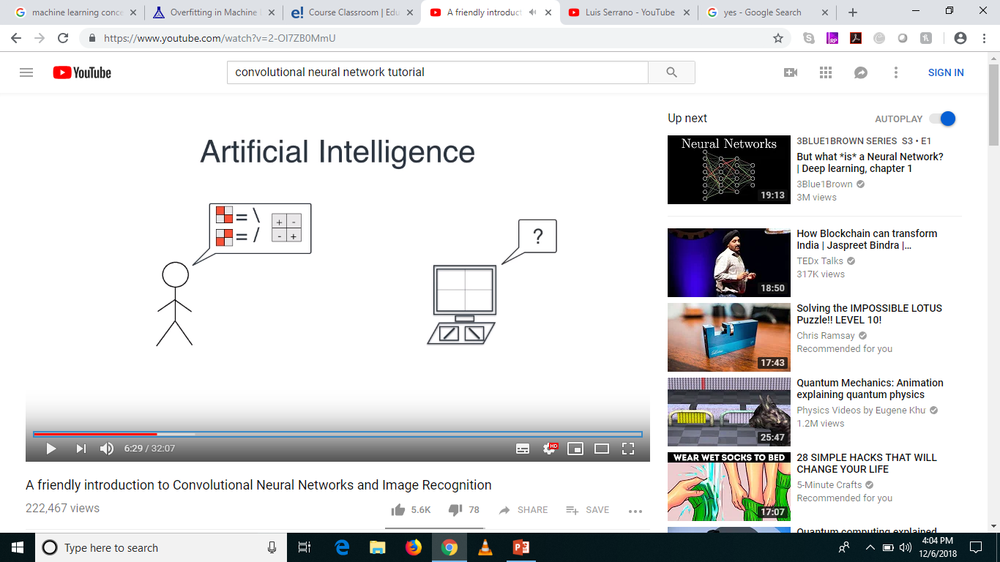 machine learning conce
Overfitting in Machine
Course Classroom | Edu
A friendly introduct
Luis Serrano - YouTube
yes - Google Search
https://www.youtube.com/watch?v=2-OI7ZB0MmU
YouTube
convolutional neural network tutorial
SIGN IN
Artificial Intelligence
= \
= /
+ -
- +
?
6:29 / 32:07
HD
A friendly introduction to Convolutional Neural Networks and Image Recognition
222,467 views
5.6K
78
SHARE
SAVE
Up next
AUTOPLAY
Neural Networks
19:13
3BLUE1BROWN SERIES S3 • E1
But what *is* a Neural Network?
| Deep learning, chapter 1
3Blue1Brown
3M views
18:50
How Blockchain can transform
India | Jaspreet Bindra |...
TEDx Talks
317K views
17:43
Solving the IMPOSSIBLE LOTUS
Puzzle!! LEVEL 10!
Chris Ramsay
Recommended for you
25:47
Quantum Mechanics: Animation
explaining quantum physics
Physics Videos by Eugene Khu
1.2M views
WEAR WET SOCKS TO BED
17:07
28 SIMPLE HACKS THAT WILL
CHANGE YOUR LIFE
5-Minute Crafts
Recommended for you
Quantum computing explained
Type here to search
4:04 PM
12/6/2018